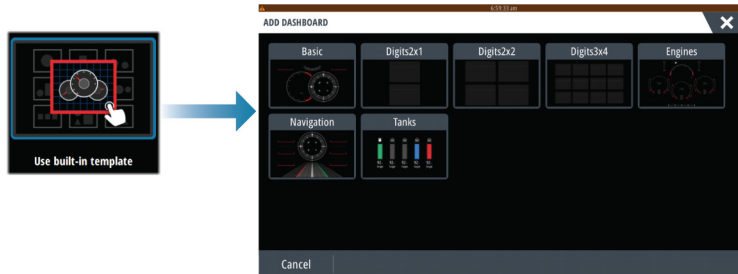 6:59:33 am
ADD DASHBOARD
Basic
Digits2x1
Digits2x2
Digits3x4
Engines
Navigation
Tanks
Use built-in template
Cancel